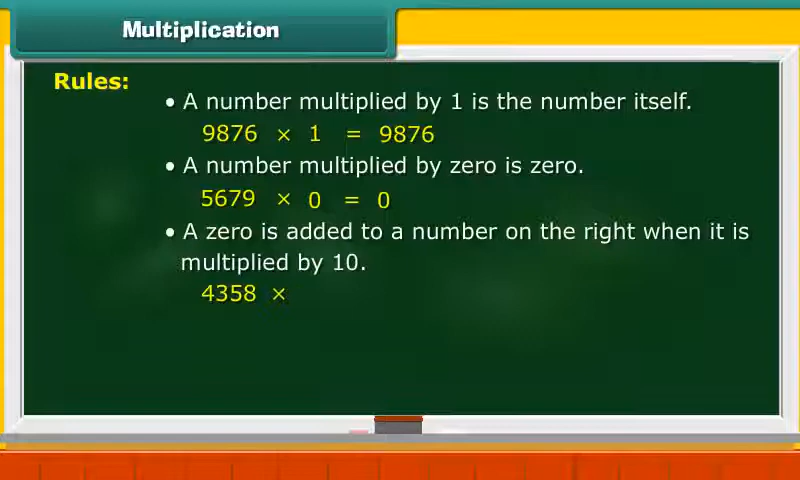 Multiplication
Rules:
• A number multiplied by 1 is the number itself.
9876 × 1 = 9876
• A number multiplied by zero is zero.
5679 × 0 = 0
• A zero is added to a number on the right when it is
multiplied by 10.
4358 ×